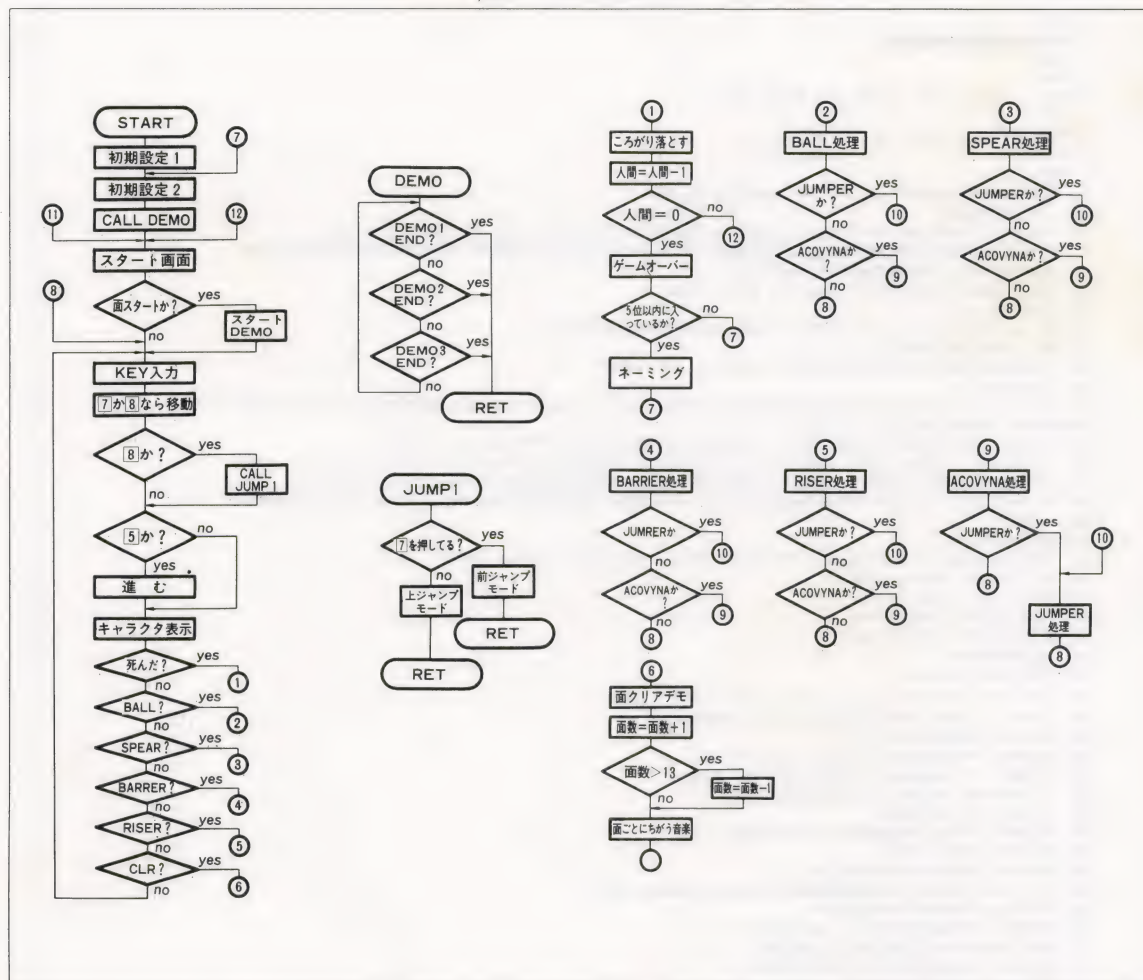 START
⑦
初期設定1
初期設定2
CALL DEMO
⑪
⑫
スタート画面
⑧
面スタートか?
yes
スタート
DEMO
no
KEY入力
7か8なら移動
8か?
yes
CALL
JUMP1
no
5か?
no
yes
進む
キャラクタ表示
死んだ?
yes
①
no
BALL?
yes
②
no
SPEAR?
yes
③
no
BARRER?
yes
④
no
RISER?
yes
⑤
no
CLR?
yes
⑥
no
DEMO
DEMO1
END?
yes
no
DEMO2
END?
yes
no
DEMO3
END?
yes
no
RET
JUMP1
7を押してる?
yes
no
前ジャンプ
モード
上ジャンプ
モード
RET
RET
①
ころがり落とす
人間=人間-1
人間=0
no
⑫
yes
ゲームオーバー
5位以内に入
っているか?
no
⑦
yes
ネーミング
⑦
②
BALL処理
JUMPER
か?
yes
⑩
no
ACOVYNA
か?
yes
⑨
no
⑧
③
SPEAR処理
JUMPERか?
yes
⑩
no
ACOVYNAか?
yes
⑨
no
⑧
④
BARRIER処理
JUMRERか
yes
⑩
no
ACOVYNAか
?
yes
⑨
no
⑧
⑤
RISER処理
JUMPERか?
yes
⑩
no
ACOVYNAか?
yes
⑨
no
⑧
⑨
ACOVYNA処理
JUMPERか?
yes
⑩
no
⑧
JUMPER
処理
⑧
⑥
面クリアデモ
面数=面数+1
面数>13
yes
面数=面数-1
no
面ごとにちがう音楽